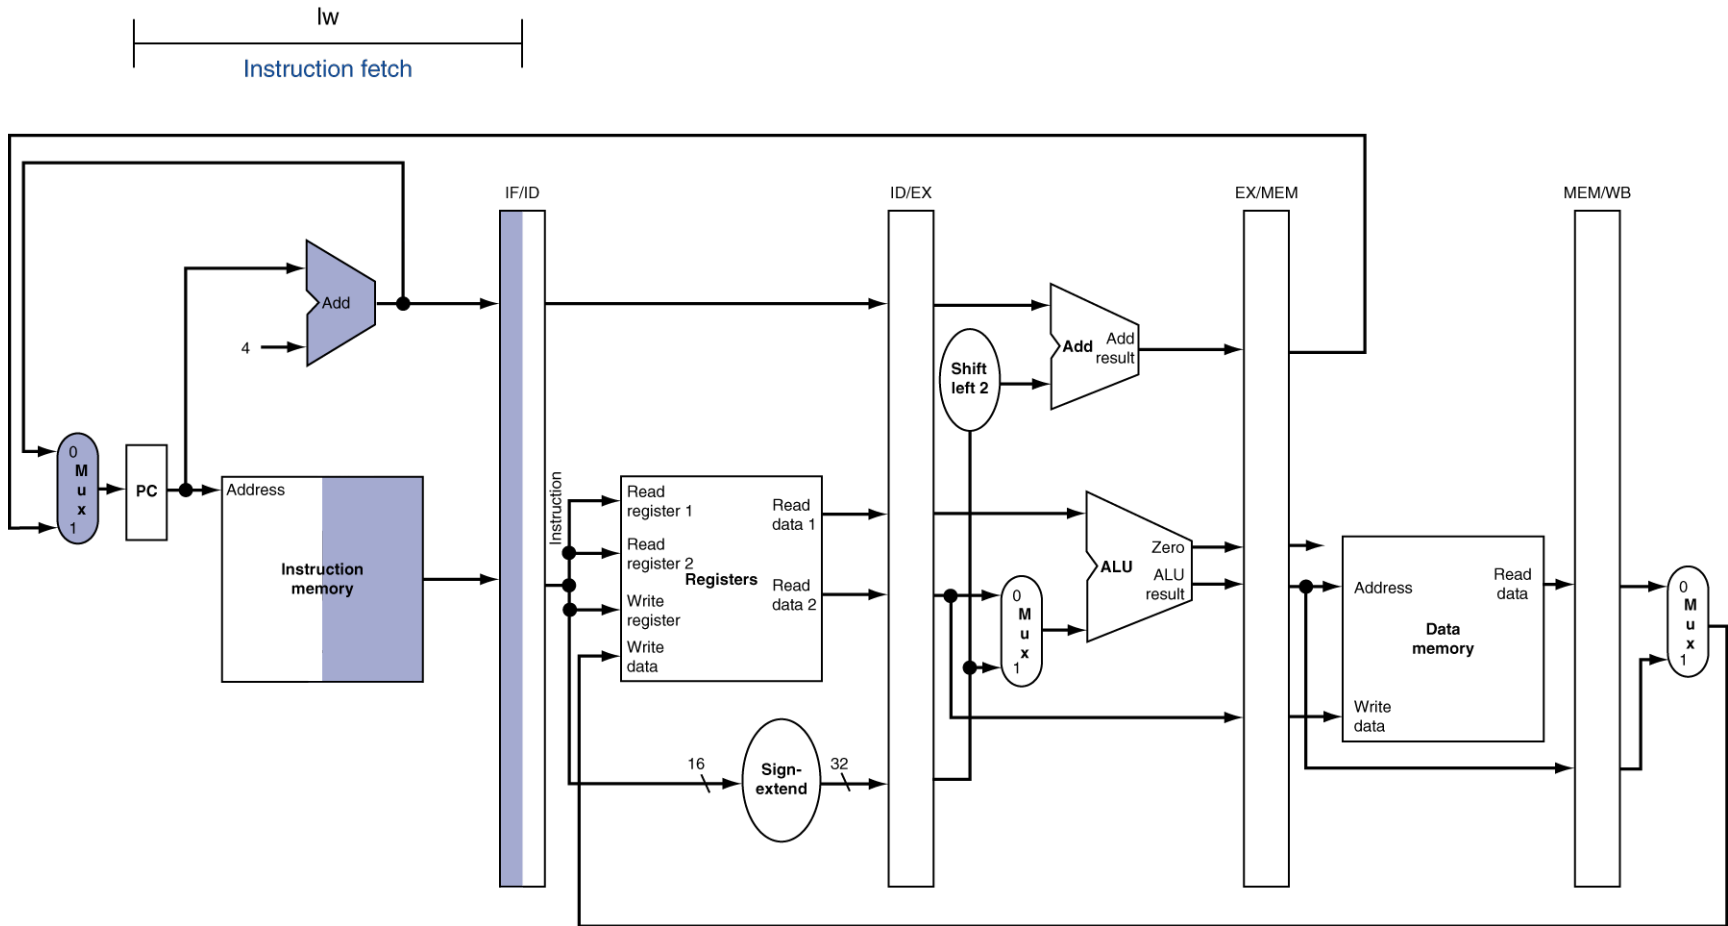 lw
Instruction fetch
IF/ID
ID/EX
EX/MEM
MEM/WB
Add
4
Shift
left 2
Add
Add
result
0
M
u
x
1
PC
Address
Instruction
memory
Instruction
Read
register 1
Read
register 2
Write
register
Write
data
Registers
Read
data 1
Read
data 2
16
Sign-
extend
32
0
M
u
x
1
ALU
Zero
ALU
result
Address
Write
data
Data
memory
Read
data
0
M
u
x
1